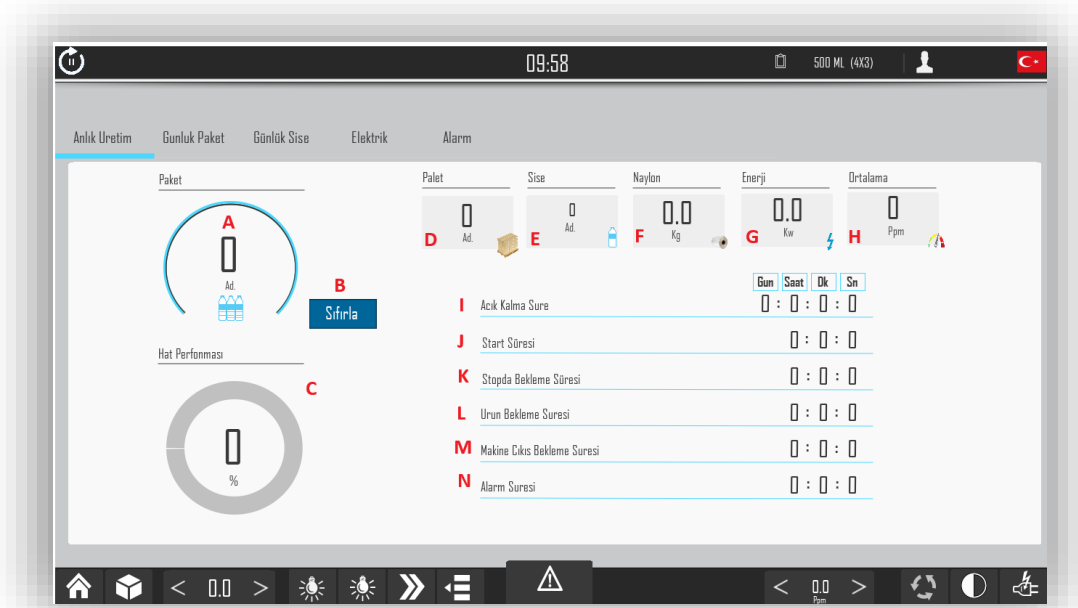 09:58
500 ML (4X3)
Anlık Uretim Gunluk Paket Günlük Sise Elektrik Alarm
Paket
A
0
Ad.
B
Sıfırla
Hat Perfonması
C
0
%
Palet Sise Naylon Enerji Ortalama
0 0 0.0 0.0 0
D Ad. E Ad. F Kg G Kw H Ppm
Gun Saat Dk Sn
I Acık Kalma Sure 0 : 0 : 0 : 0
J Start Süresi 0 : 0 : 0
K Stopda Bekleme Süresi 0 : 0 : 0
L Urun Bekleme Suresi 0 : 0 : 0
M Makine Cıkıs Bekleme Suresi 0 : 0 : 0
N Alarm Suresi 0 : 0 : 0
< 0.0 > < 0.0 >
Ppm